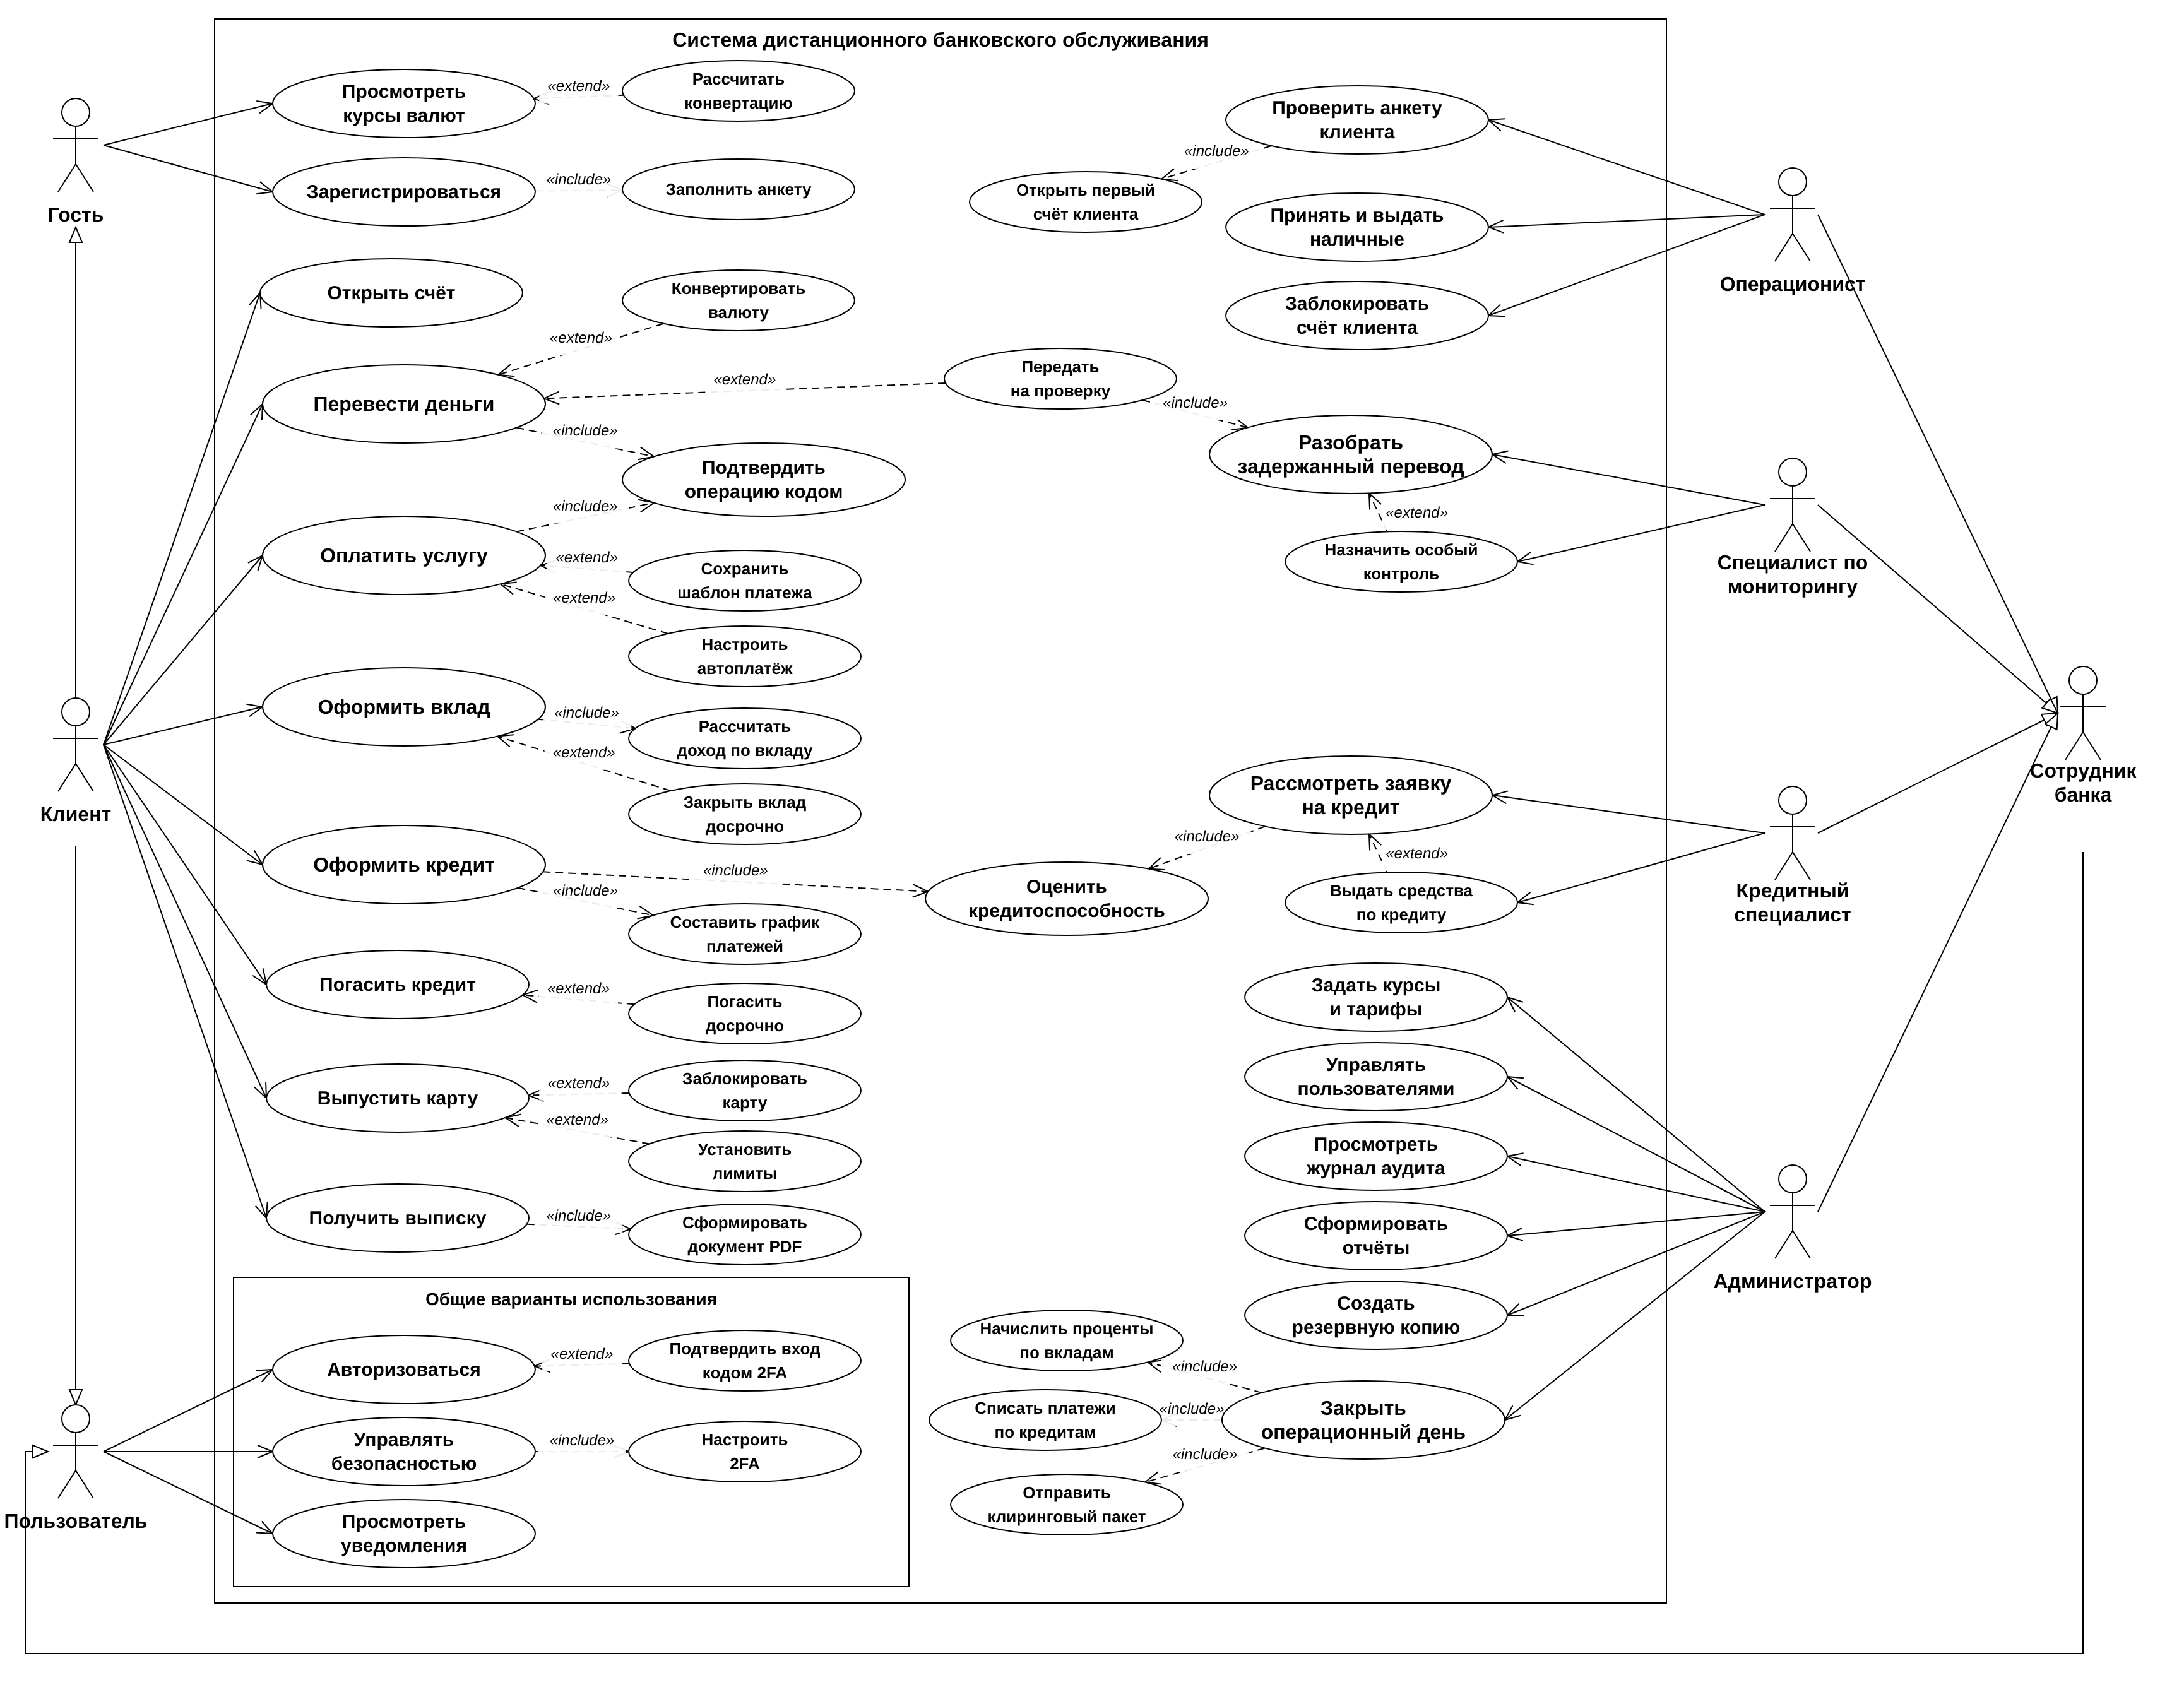 Система дистанционного банковского обслуживания
Просмотреть
курсы валют
«extend»
Рассчитать
конвертацию
Зарегистрироваться
«include»
Заполнить анкету
Гость
Открыть счёт
Конвертировать
валюту
«extend»
Перевести деньги
«extend»
Передать
на проверку
«include»
«include»
Подтвердить
операцию кодом
«include»
Оплатить услугу
«extend»
Сохранить
шаблон платежа
«extend»
Настроить
автоплатёж
Оформить вклад
«include»
Рассчитать
доход по вкладу
«extend»
Закрыть вклад
досрочно
Клиент
Оформить кредит
«include»
«include»
Составить график
платежей
Оценить
кредитоспособность
Погасить кредит
«extend»
Погасить
досрочно
Выпустить карту
«extend»
Заблокировать
карту
«extend»
Установить
лимиты
Получить выписку
«include»
Сформировать
документ PDF
Общие варианты использования
Авторизоваться
«extend»
Подтвердить вход
кодом 2FA
Управлять
безопасностью
«include»
Настроить
2FA
Просмотреть
уведомления
Пользователь
Проверить анкету
клиента
«include»
Открыть первый
счёт клиента
Принять и выдать
наличные
Заблокировать
счёт клиента
Операционист
Разобрать
задержанный перевод
«extend»
Назначить особый
контроль
Специалист по
мониторингу
Рассмотреть заявку
на кредит
«include»
«extend»
Выдать средства
по кредиту
Кредитный
специалист
Сотрудник
банка
Задать курсы
и тарифы
Управлять
пользователями
Просмотреть
журнал аудита
Сформировать
отчёты
Создать
резервную копию
Администратор
Начислить проценты
по вкладам
«include»
Списать платежи
по кредитам
«include»
Закрыть
операционный день
«include»
Отправить
клиринговый пакет